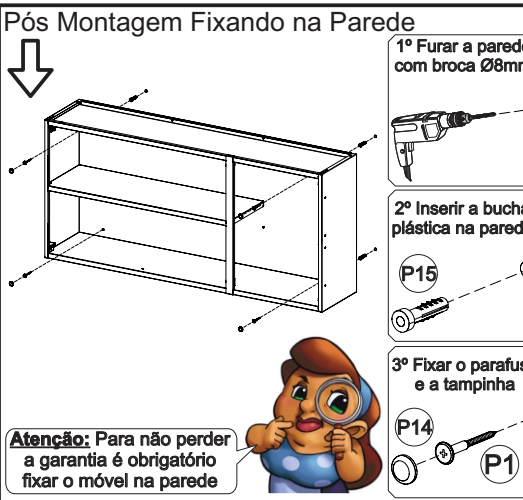 Pós Montagem Fixando na Parede
1º Furar a parede
com broca Ø8mm
2º Inserir a bucha
plástica na pared
P15
3º Fixar o parafus
e a tampinha
P14
P1
Atenção: Para não perder
a garantia é obrigatório
fixar o móvel na parede